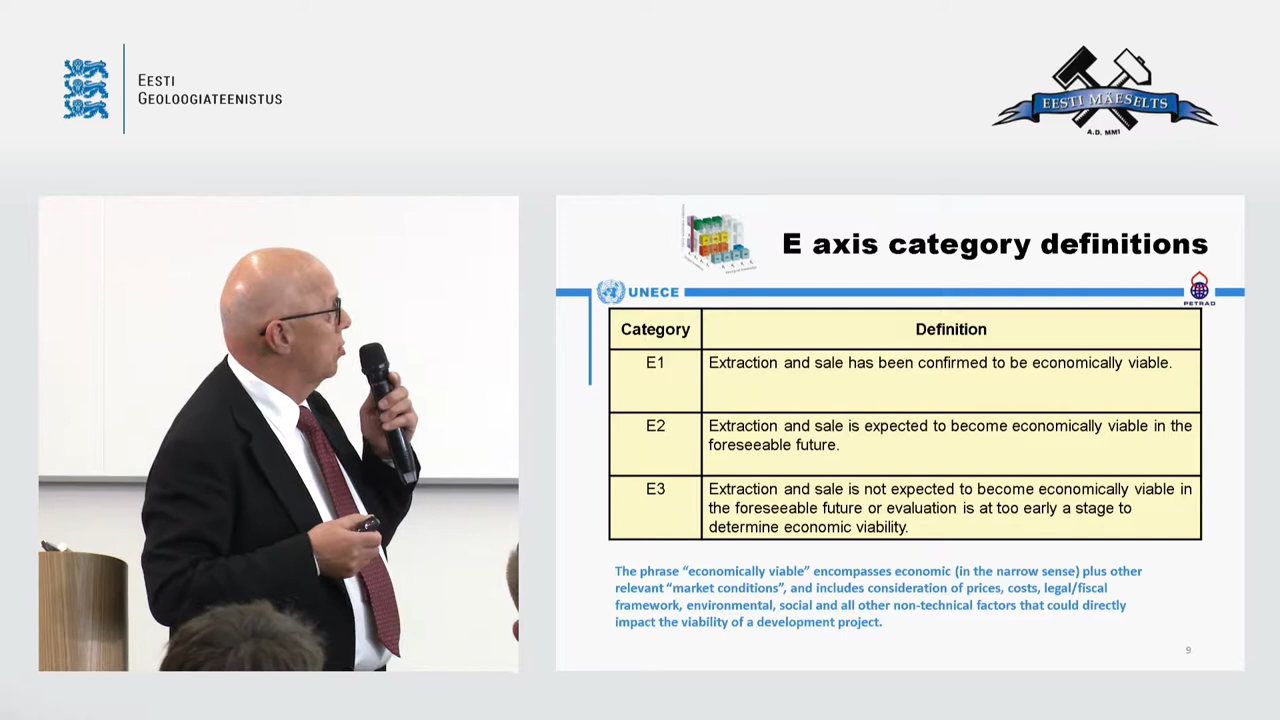 EESTI
GEOLOOGIATEENISTUS
EESTI MÄESELTS
A.D. MMI
E axis category definitions
UNECE
PETRAD
Category
Definition
E1
Extraction and sale has been confirmed to be economically viable.
E2
Extraction and sale is expected to become economically viable in the
foreseeable future.
E3
Extraction and sale is not expected to become economically viable in
the foreseeable future or evaluation is at too early a stage to
determine economic viability.
The phrase “economically viable” encompasses economic (in the narrow sense) plus other
relevant “market conditions”, and includes consideration of prices, costs, legal/fiscal
framework, environmental, social and all other non-technical factors that could directly
impact the viability of a development project.
9